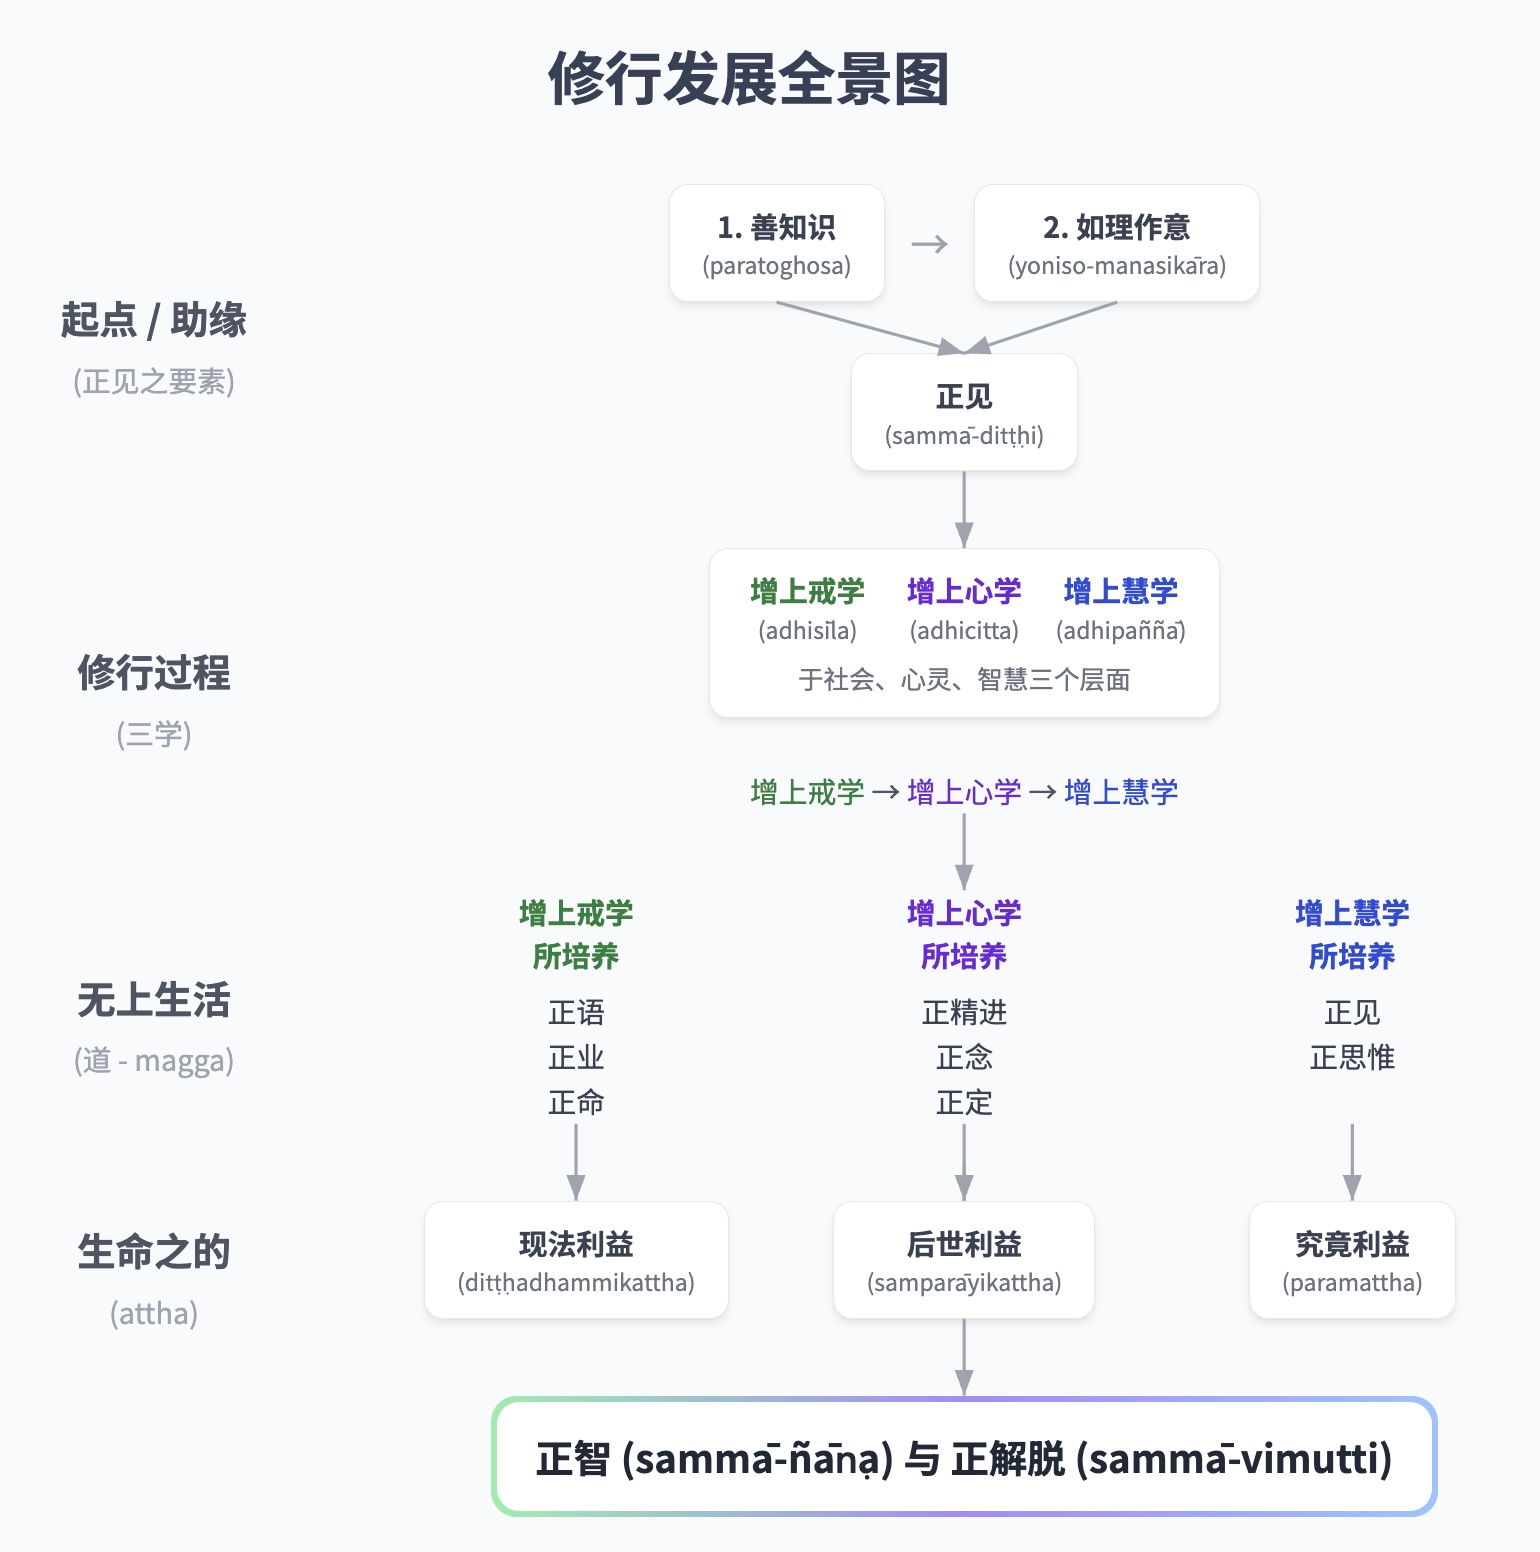 修行发展全景图
1. 善知识
(paratoghosa)
→
2. 如理作意
(yoniso-manasikāra)
起点 / 助缘
(正见之要素)
正见
(sammā-diṭṭhi)
增上戒学 增上心学 增上慧学
(adhisīla) (adhicitta) (adhipaññā)
于社会、心灵、智慧三个层面
修行过程
(三学)
增上戒学 → 增上心学 → 增上慧学
无上生活
(道 - magga)
增上戒学
所培养
正语
正业
正命
增上心学
所培养
正精进
正念
正定
增上慧学
所培养
正见
正思惟
生命之的
(attha)
现法利益
(diṭṭhadhammikattha)
后世利益
(samparāyikattha)
究竟利益
(paramattha)
正智 (sammā-ñāṇa) 与 正解脱 (sammā-vimutti)